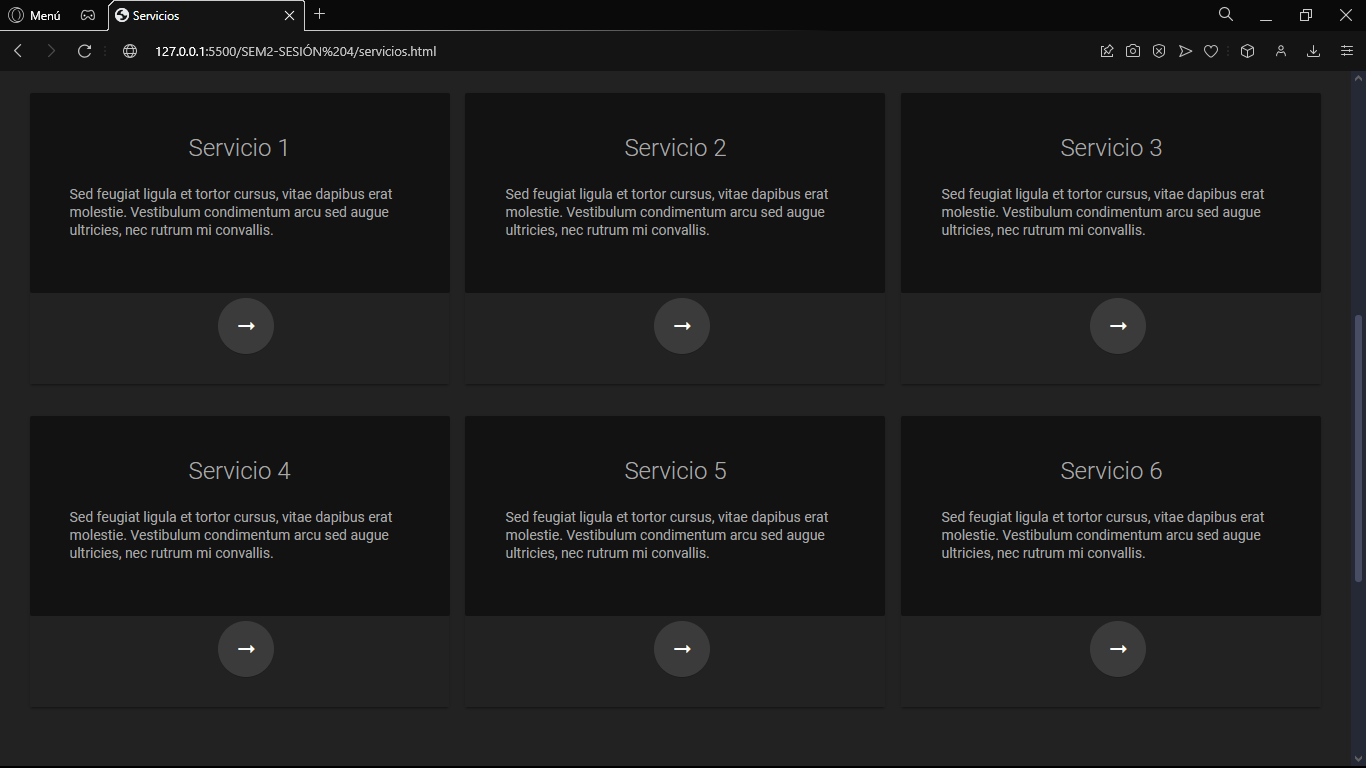 Menú
Servicios
127.0.0.1:5500/SEM2-SESIÓN%204/servicios.html
Servicio 1
Sed feugiat ligula et tortor cursus, vitae dapibus erat
molestie. Vestibulum condimentum arcu sed augue
ultricies, nec rutrum mi convallis.
Servicio 2
Sed feugiat ligula et tortor cursus, vitae dapibus erat
molestie. Vestibulum condimentum arcu sed augue
ultricies, nec rutrum mi convallis.
Servicio 3
Sed feugiat ligula et tortor cursus, vitae dapibus erat
molestie. Vestibulum condimentum arcu sed augue
ultricies, nec rutrum mi convallis.
Servicio 4
Sed feugiat ligula et tortor cursus, vitae dapibus erat
molestie. Vestibulum condimentum arcu sed augue
ultricies, nec rutrum mi convallis.
Servicio 5
Sed feugiat ligula et tortor cursus, vitae dapibus erat
molestie. Vestibulum condimentum arcu sed augue
ultricies, nec rutrum mi convallis.
Servicio 6
Sed feugiat ligula et tortor cursus, vitae dapibus erat
molestie. Vestibulum condimentum arcu sed augue
ultricies, nec rutrum mi convallis.